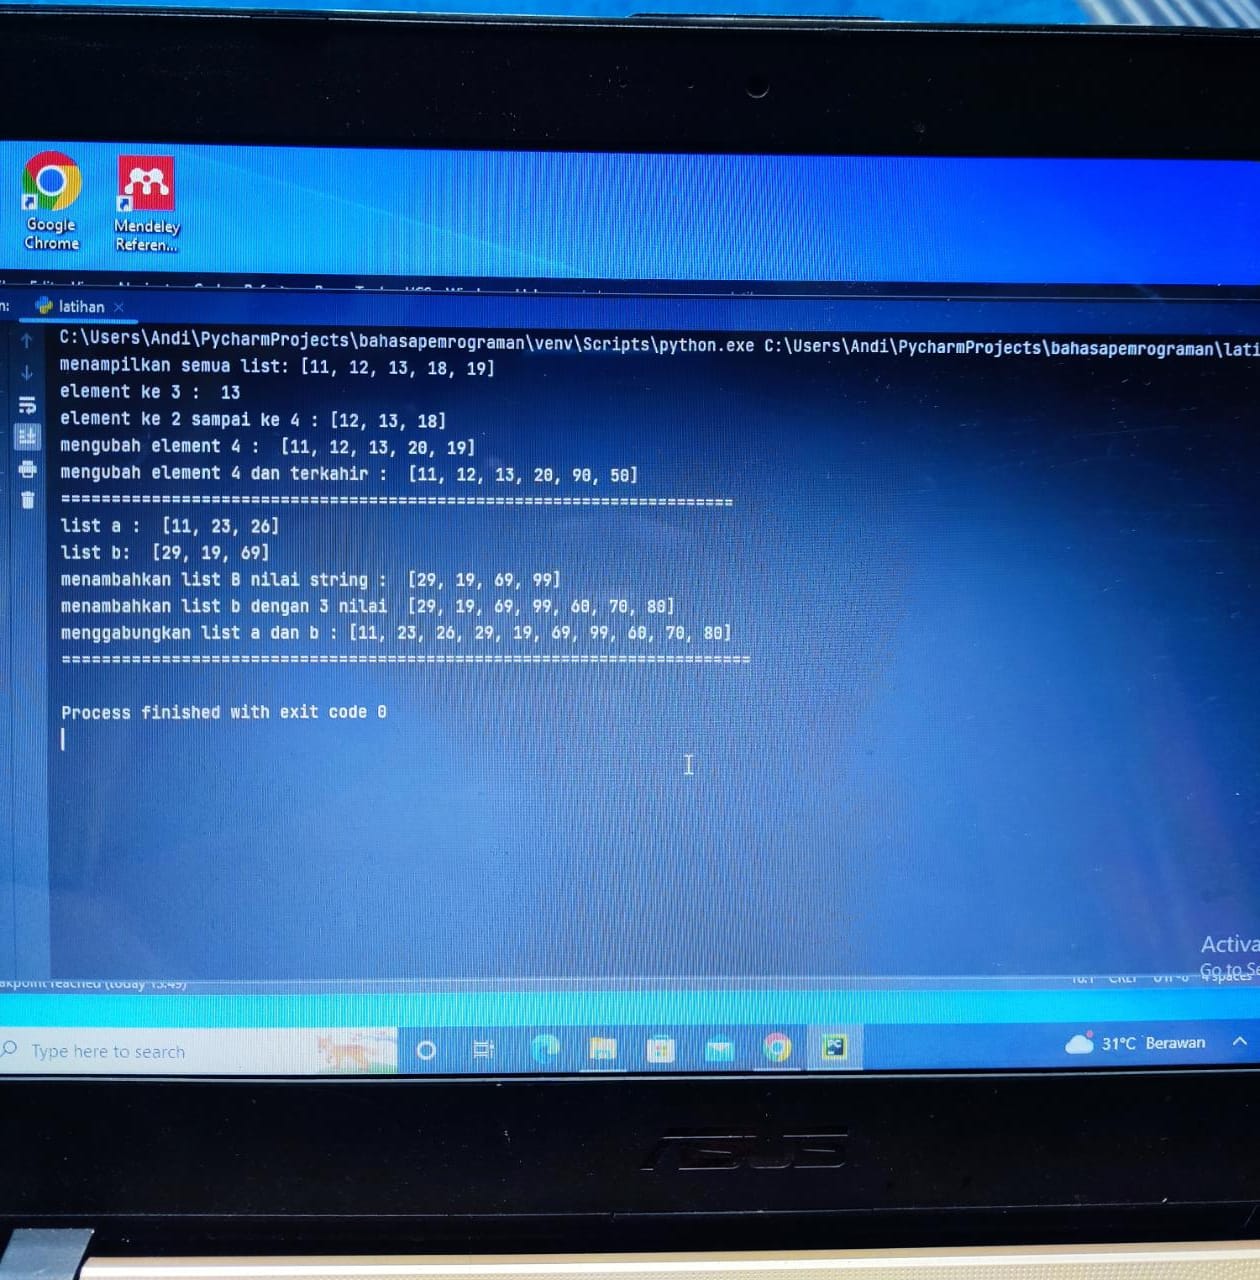 Google
Chrome
Mendeley
Referen...
latihan
C:\Users\Andi\PycharmProjects\bahasapemrograman\venv\Scripts\python.exe C:\Users\Andi\PycharmProjects\bahasapemrograman\lati
menampilkan semua list: [11, 12, 13, 18, 19]
element ke 3 :  13
element ke 2 sampai ke 4 : [12, 13, 18]
mengubah element 4 :  [11, 12, 13, 20, 19]
mengubah element 4 dan terkahir :  [11, 12, 13, 20, 90, 50]
===================================================================
list a :  [11, 23, 26]
list b:  [29, 19, 69]
menambahkan list B nilai string :  [29, 19, 69, 99]
menambahkan list b dengan 3 nilai  [29, 19, 69, 99, 60, 70, 80]
menggabungkan list a dan b : [11, 23, 26, 29, 19, 69, 99, 60, 70, 80]
=====================================================================
Process finished with exit code 0
Activa
Go to Se
reached (today 13:49)
4 spaces
Type here to search
PC
31°C Berawan
ASUS